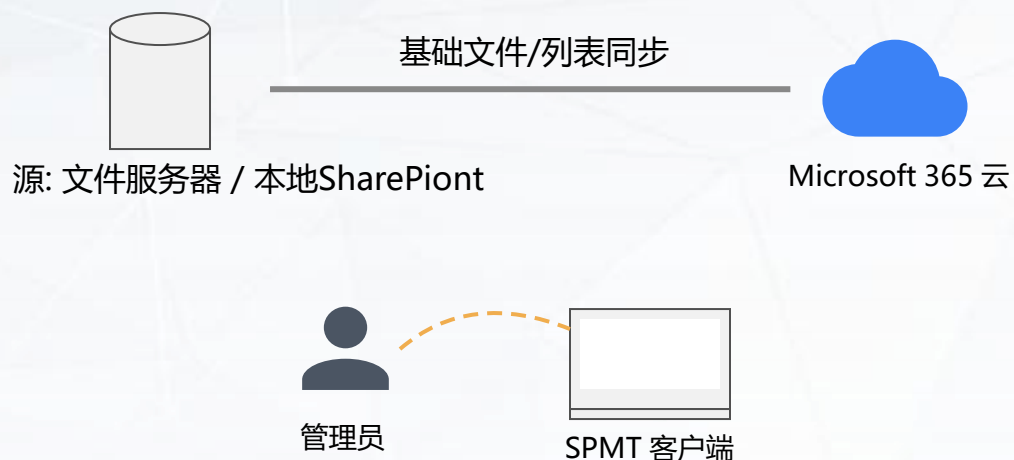 基础文件/列表同步
源: 文件服务器 / 本地SharePiont
Microsoft 365 云
管理员
SPMT 客户端